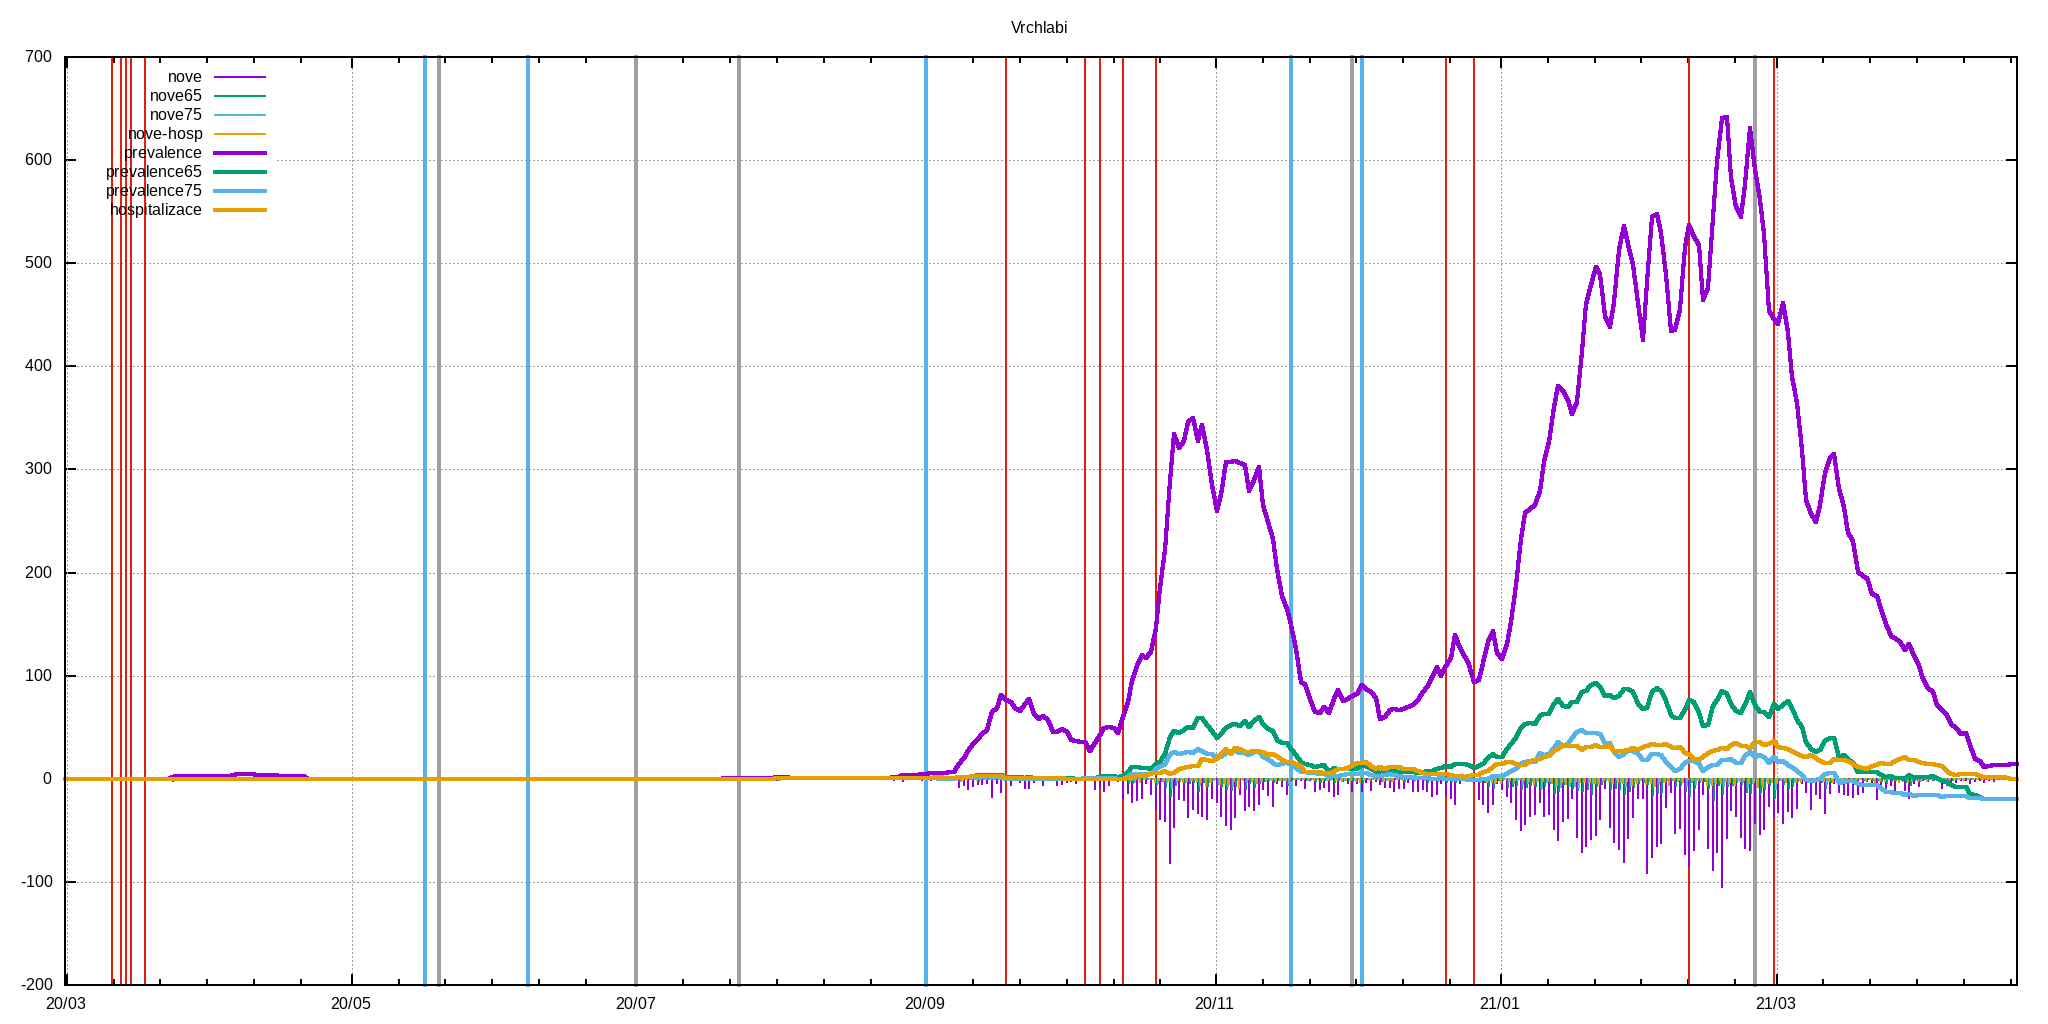 Vrchlabi
700
600
500
400
300
200
100
0
-100
-200
nove
nove65
nove75
nove-hosp
prevalence
prevalence65
prevalence75
hospitalizace
20/03 20/05 20/07 20/09 20/11 21/01 21/03